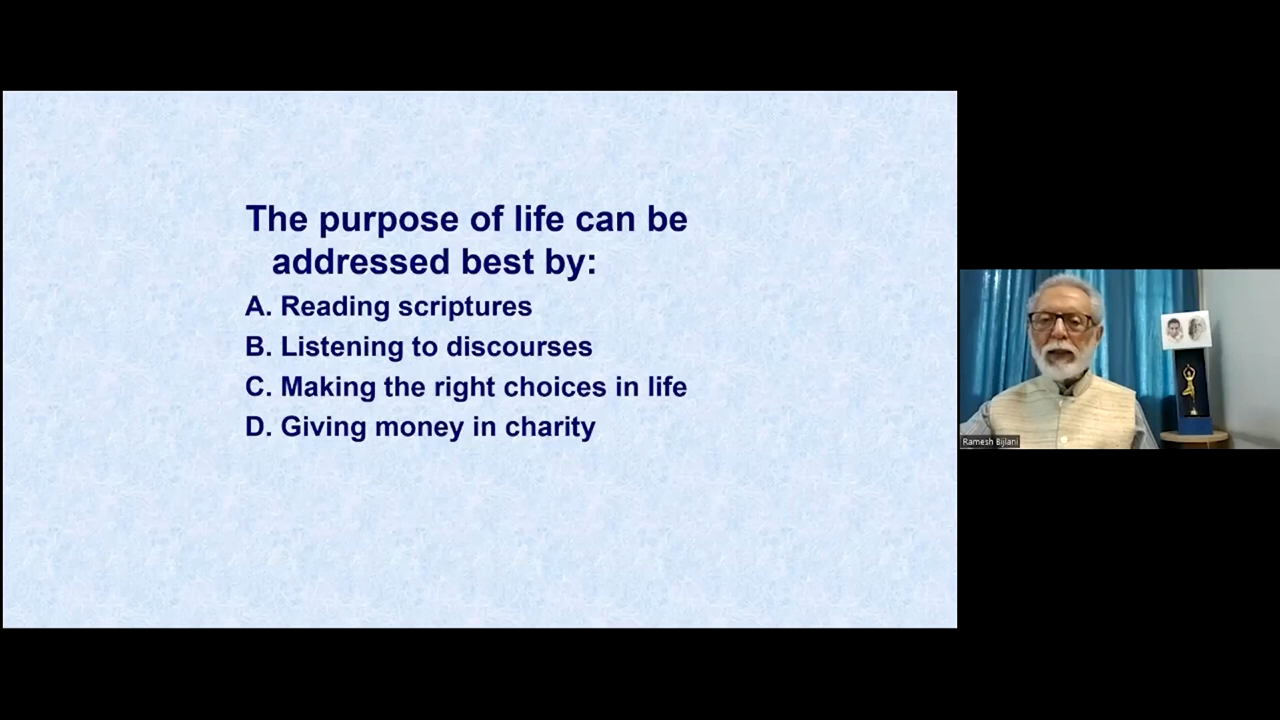 The purpose of life can be
addressed best by:
A. Reading scriptures
B. Listening to discourses
C. Making the right choices in life
D. Giving money in charity
Ramesh Bijlani